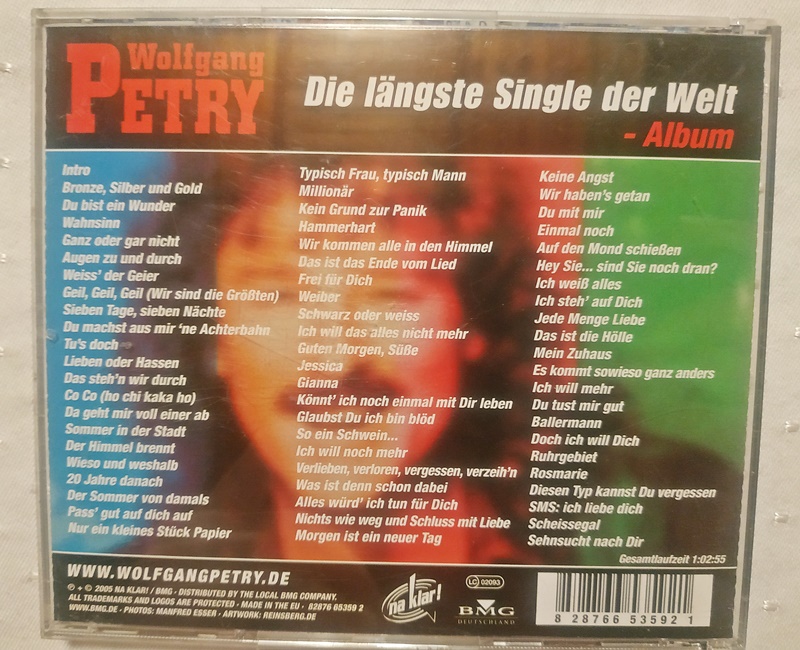 Wolfgang
PETRY
Die längste Single der Welt
- Album
Intro
Bronze, Silber und Gold
Du bist ein Wunder
Wahnsinn
Ganz oder gar nicht
Augen zu und durch
Weiss' der Geier
Geil, Geil, Geil (Wir sind die Größten)
Sieben Tage, sieben Nächte
Du machst aus mir 'ne Achterbahn
Tu's doch
Lieben oder Hassen
Das steh'n wir durch
Co Co (ho chi kaka ho)
Da geht mir voll einer ab
Sommer in der Stadt
Der Himmel brennt
Wieso und weshalb
20 Jahre danach
Der Sommer von damals
Pass' gut auf dich auf
Nur ein kleines Stück Papier
Typisch Frau, typisch Mann
Millionär
Kein Grund zur Panik
Hammerhart
Wir kommen alle in den Himmel
Das ist das Ende vom Lied
Frei für Dich
Weiber
Schwarz oder weiss
Ich will das alles nicht mehr
Guten Morgen, Süße
Jessica
Gianna
Könnt' ich noch einmal mit Dir leben
Glaubst Du ich bin blöd
So ein Schwein...
Ich will noch mehr
Verlieben, verloren, vergessen, verzeih'n
Was ist denn schon dabei
Alles würd' ich tun für Dich
Nichts wie weg und Schluss mit Liebe
Morgen ist ein neuer Tag
Keine Angst
Wir haben's getan
Du mit mir
Einmal noch
Auf den Mond schießen
Hey Sie... sind Sie noch dran?
Ich weiß alles
Ich steh' auf Dich
Jede Menge Liebe
Das ist die Hölle
Mein Zuhaus
Es kommt sowieso ganz anders
Ich will mehr
Du tust mir gut
Ballermann
Doch ich will Dich
Ruhrgebiet
Rosmarie
Diesen Typ kannst Du vergessen
SMS: ich liebe dich
Scheissegal
Sehnsucht nach Dir
Gesamtlaufzeit 1:02:55
WWW.WOLFGANGPETRY.DE
℗ + © 2005 NA KLAR! / BMG · DISTRIBUTED BY THE LOCAL BMG COMPANY.
ALL TRADEMARKS AND LOGOS ARE PROTECTED · MADE IN THE EU · 82876 65359 2
WWW.BMG.DE · PHOTOS: MANFRED ESSER · ARTWORK: REINSBERG.DE
na klar!
LC 02093
BMG
DEUTSCHLAND
8 28766 53592 1